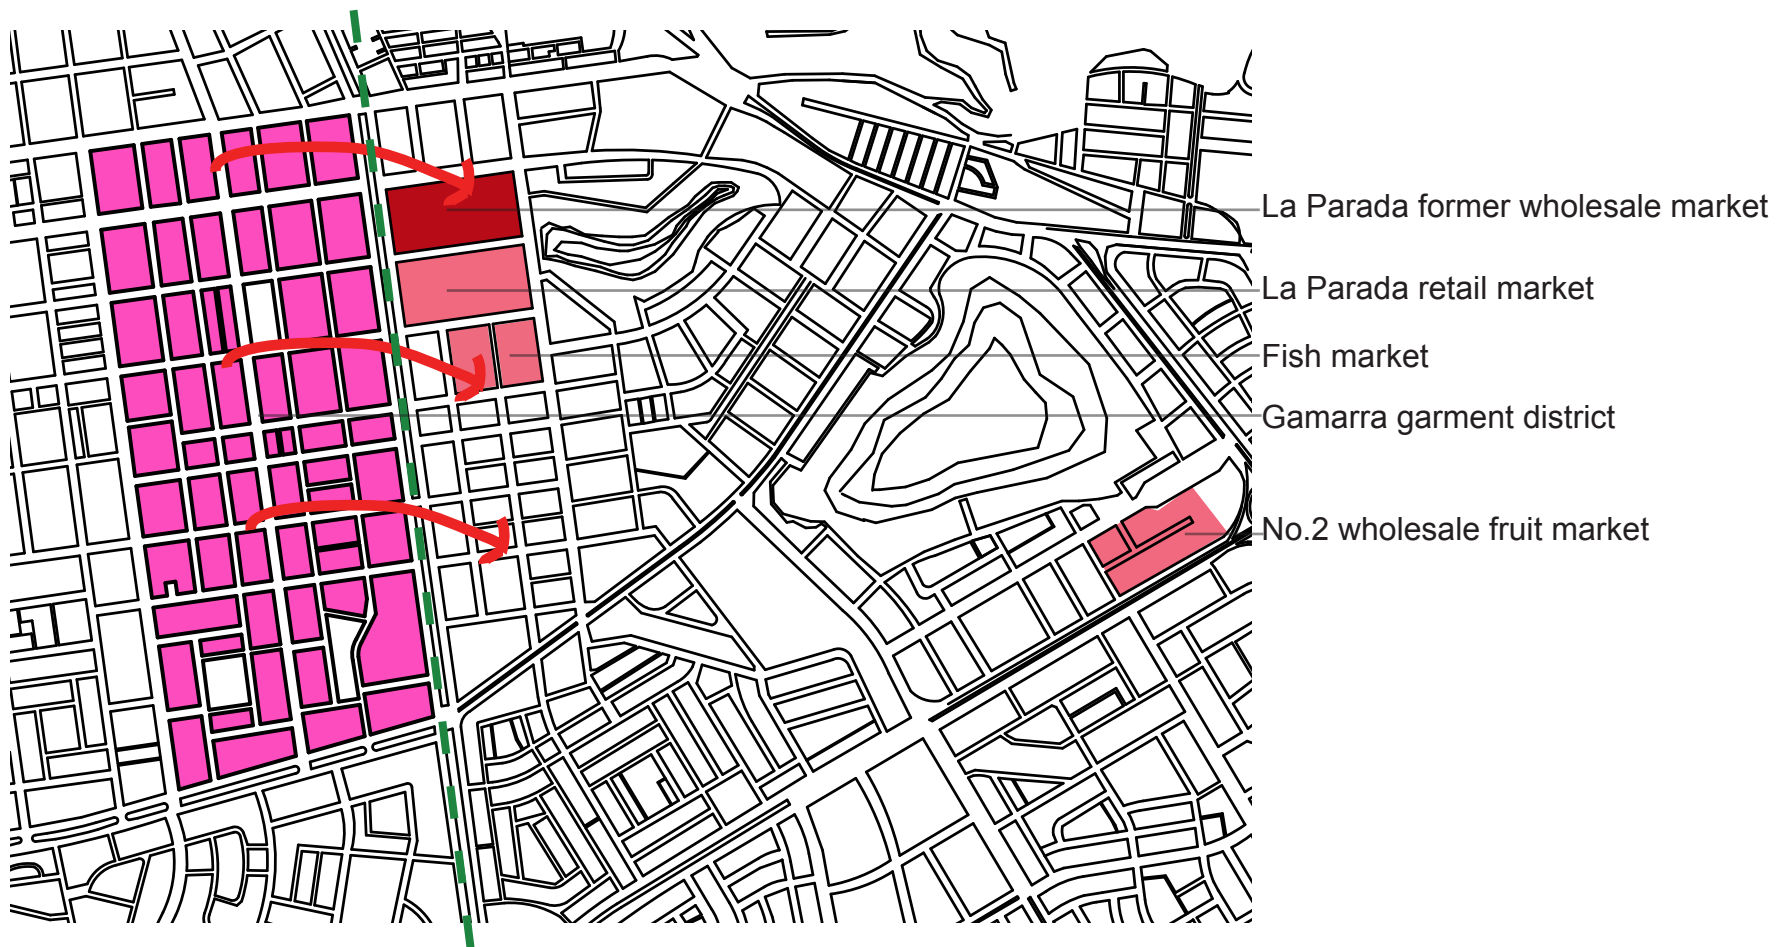 La Parada former wholesale market
La Parada retail market
Fish market
Gamarra garment district
No.2 wholesale fruit market